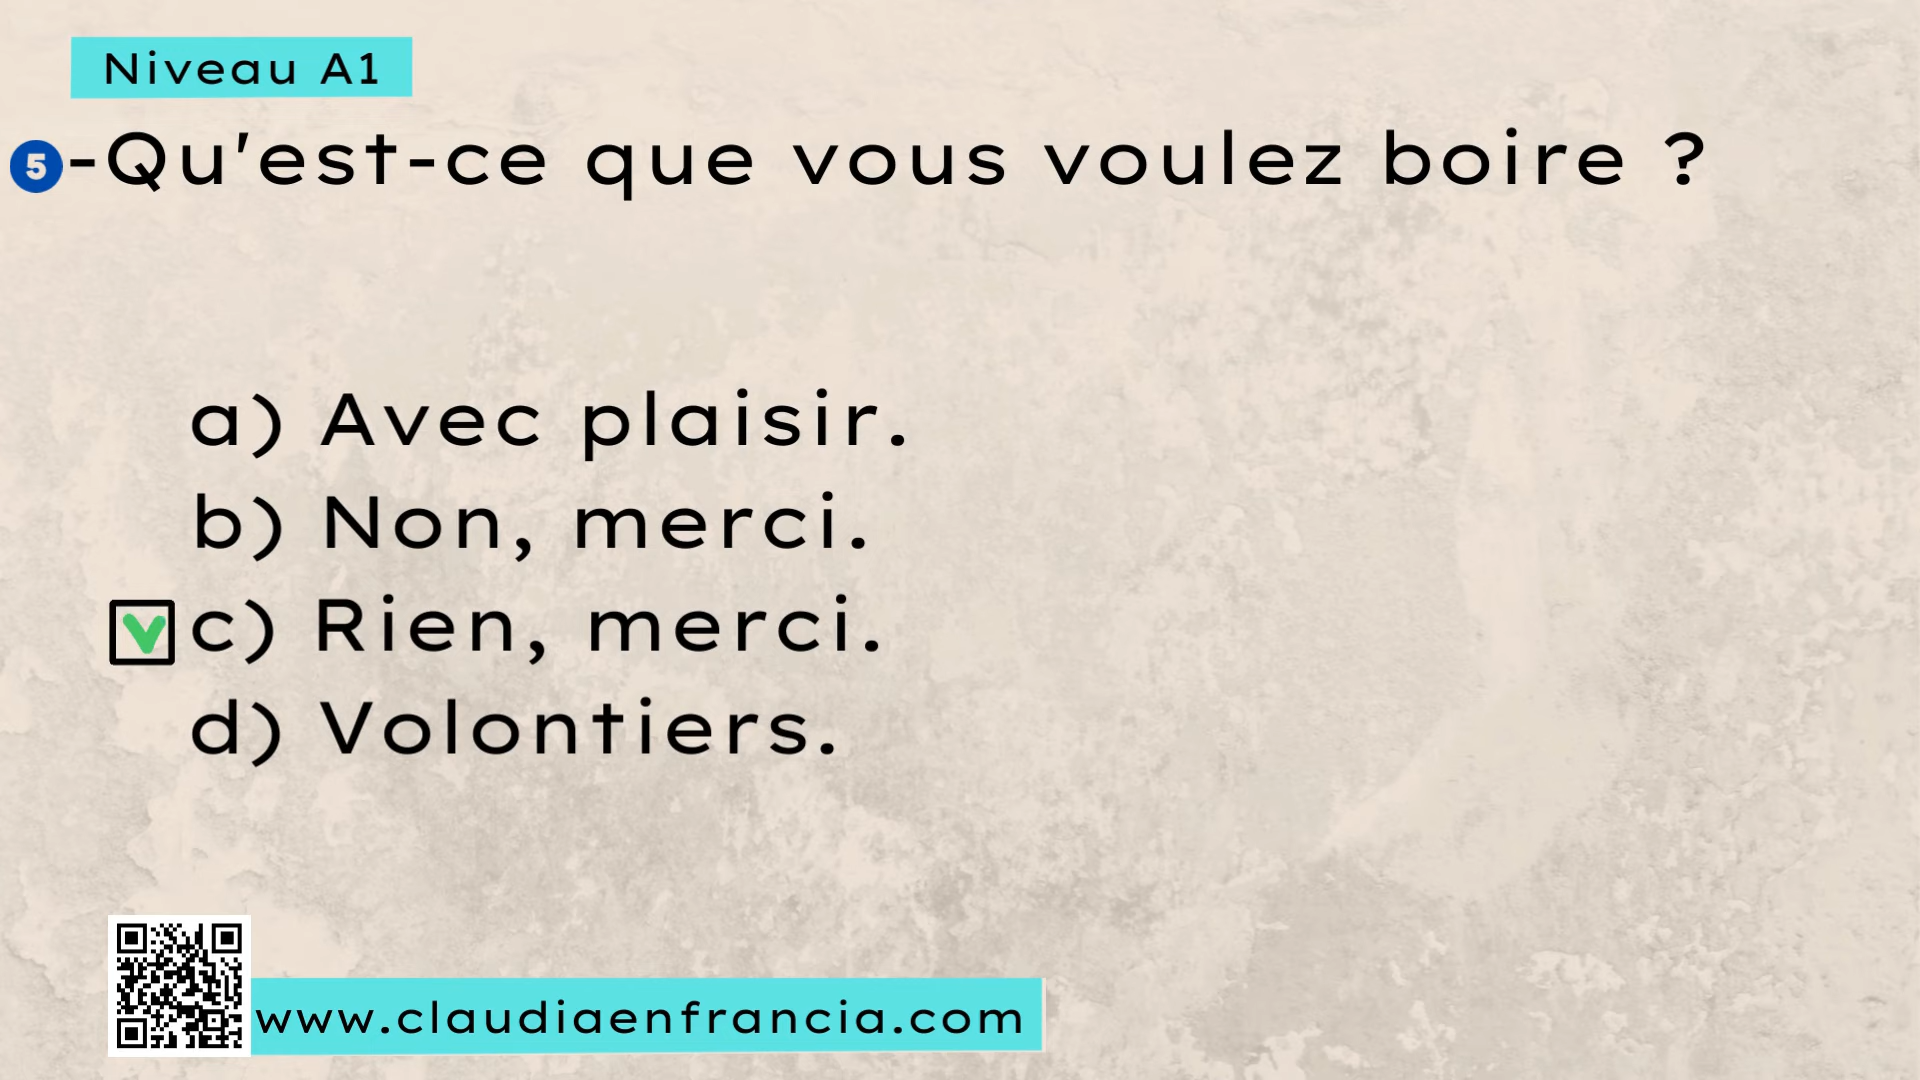 Niveau A1
5-Qu'est-ce que vous voulez boire ?
a) Avec plaisir.
b) Non, merci.
c) Rien, merci.
d) Volontiers.
www.claudiaenfrancia.com